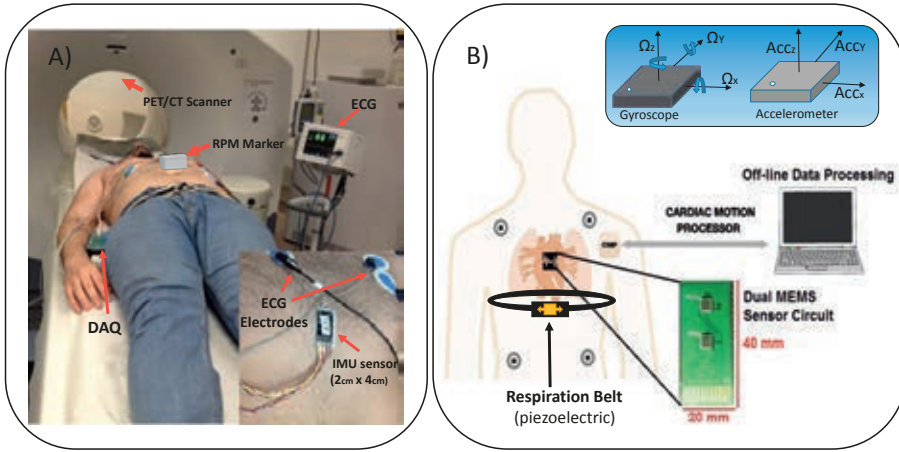 A)
PET/CT Scanner
ECG
RPM Marker
DAQ
ECG
Electrodes
IMU sensor
(2cm x 4cm)
B)
Ωz
ΩY
Ωx
Gyroscope
Accz
AccY
Accx
Accelerometer
Off-line Data Processing
CARDIAC MOTION
PROCESSOR
CMP
Dual MEMS
Sensor Circuit
40 mm
20 mm
Respiration Belt
(piezoelectric)